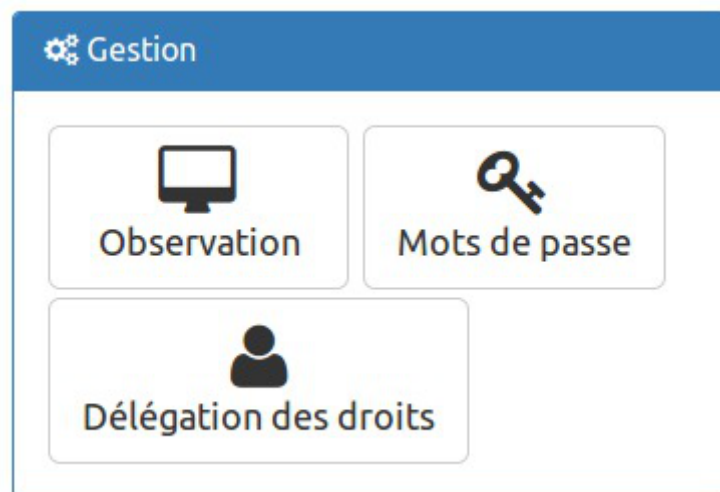 Gestion
Observation
Mots de passe
Délégation des droits